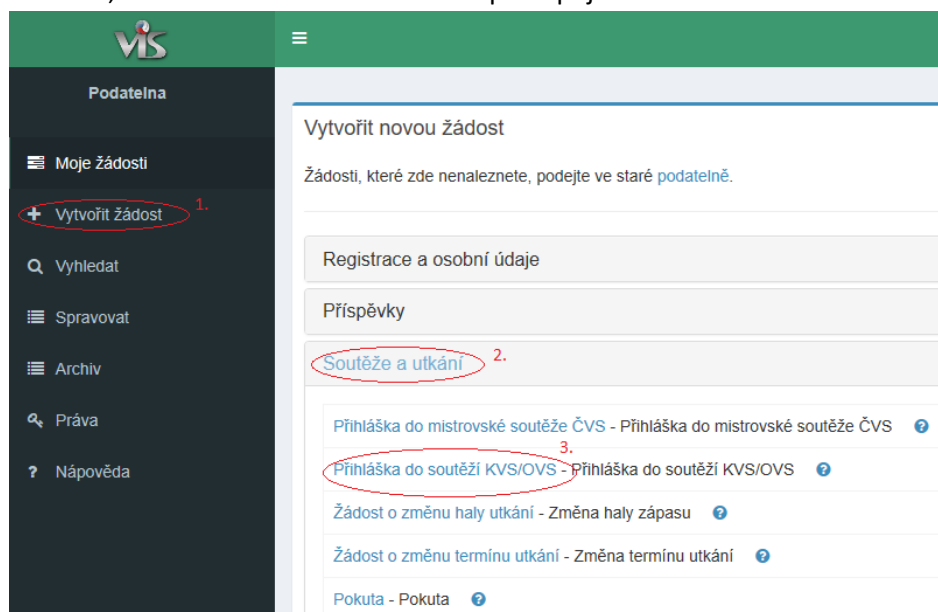 vis
Podatelna
Moje žádosti
Vytvořit žádost 1.
Vyhledat
Spravovat
Archiv
Práva
? Nápověda
Vytvořit novou žádost
Žádosti, které zde nenaleznete, podejte ve staré podatelně.
Registrace a osobní údaje
Příspěvky
Soutěže a utkání 2.
Přihláška do mistrovské soutěže ČVS - Přihláška do mistrovské soutěže ČVS ?
3.
Přihláška do soutěží KVS/OVS - Přihláška do soutěží KVS/OVS ?
Žádost o změnu haly utkání - Změna haly zápasu ?
Žádost o změnu termínu utkání - Změna termínu utkání ?
Pokuta - Pokuta ?